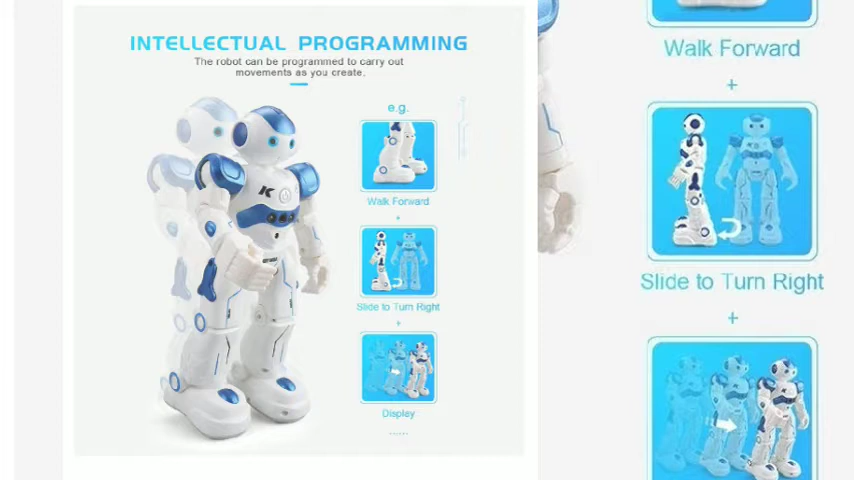 INTELLECTUAL PROGRAMMING
The robot can be programmed to carry out
movements as you create.
e.g.
K
Walk Forward
+
Slide to Turn Right
+
Display
......
Walk Forward
+
Slide to Turn Right
+